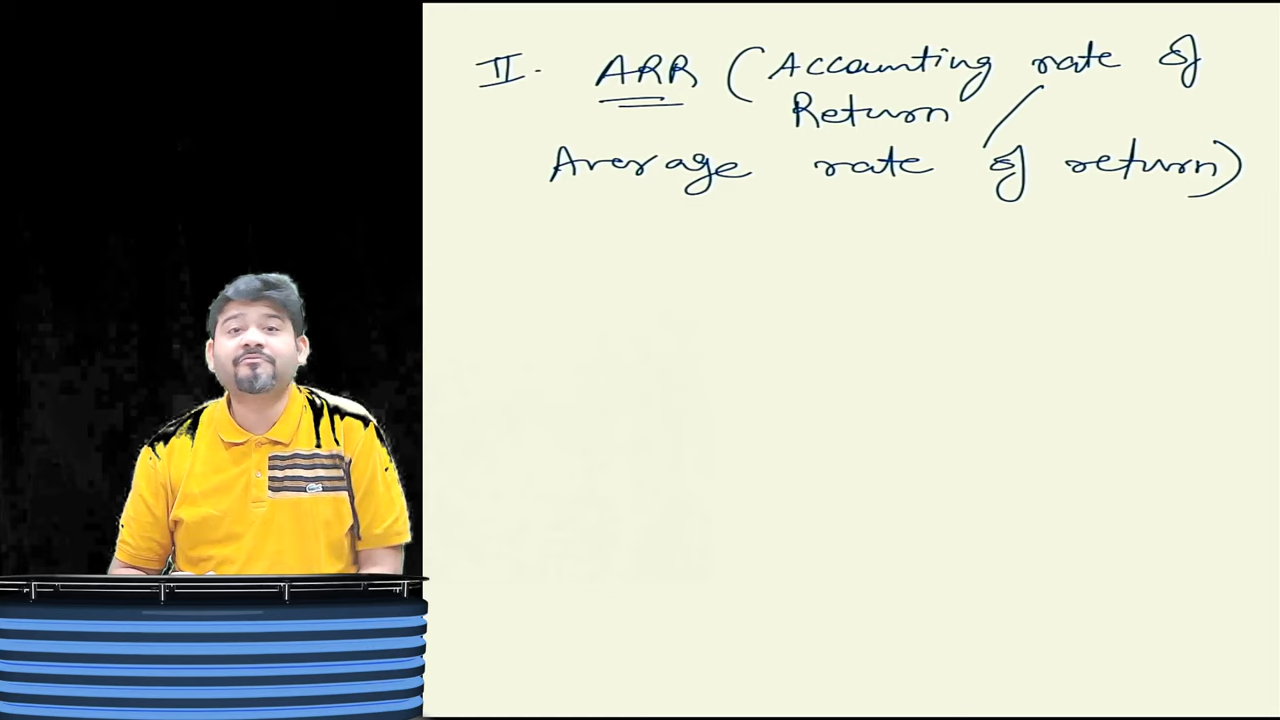 II. ARR (Accounting rate of
Return /
Average rate of return)